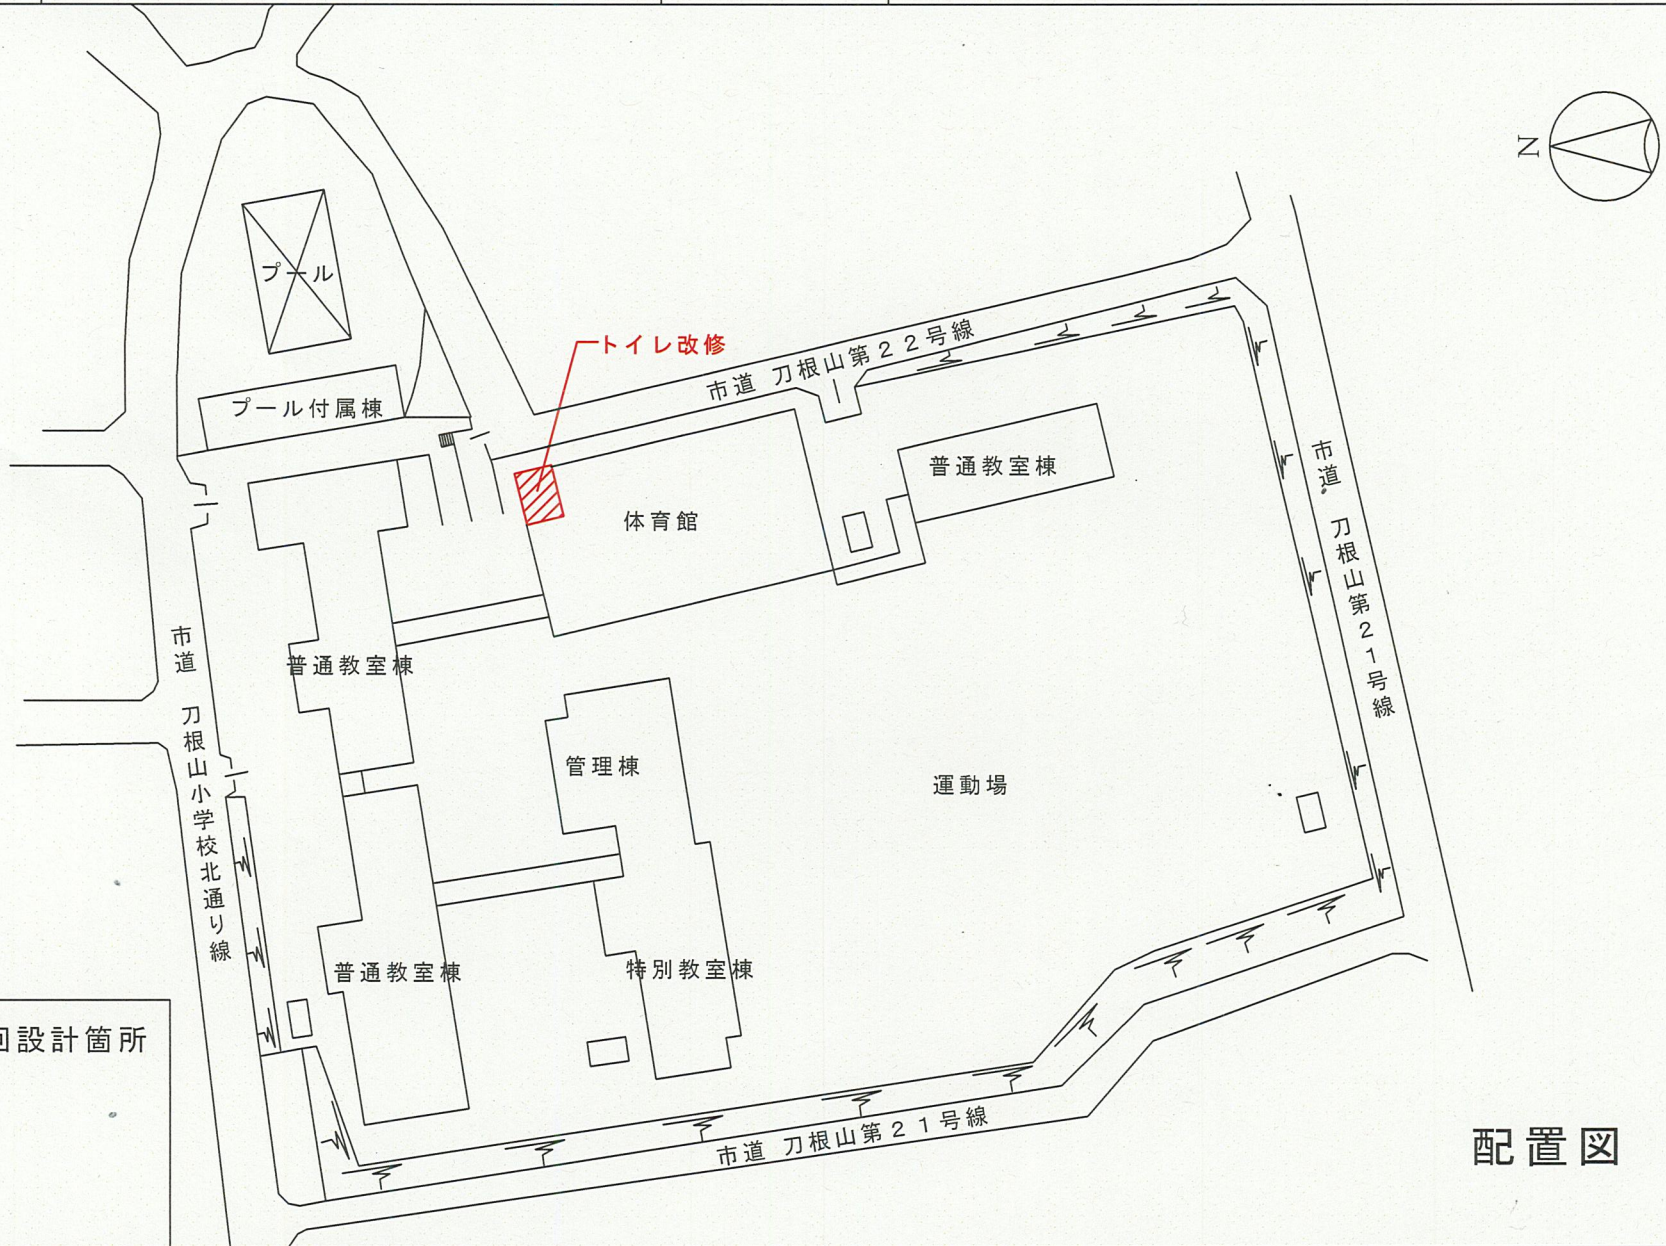 N
プール
トイレ改修
市道 刀根山第22号線
プール付属棟
普通教室棟
市道 刀根山第21号線
体育館
市道 刀根山小学校北通り線
普通教室棟
管理棟
運動場
普通教室棟
特別教室棟
設計箇所
市道 刀根山第21号線
配置図